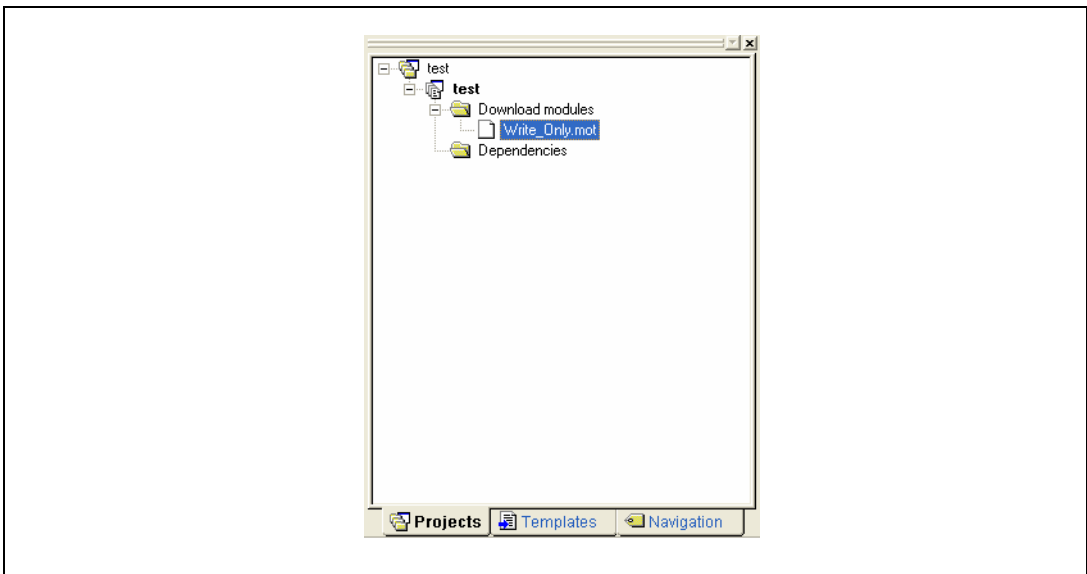 test
test
Download modules
Write_Only.mot
Dependencies
Projects Templates Navigation